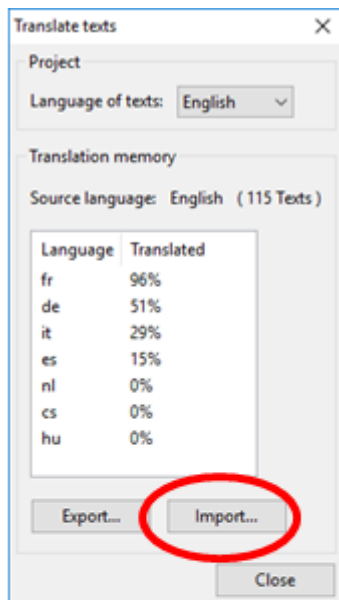 Translate texts
Project
Language of texts: English
Translation memory
Source language: English ( 115 Texts )
Language Translated
fr 96%
de 51%
it 29%
es 15%
nl 0%
cs 0%
hu 0%
Export... Import...
Close